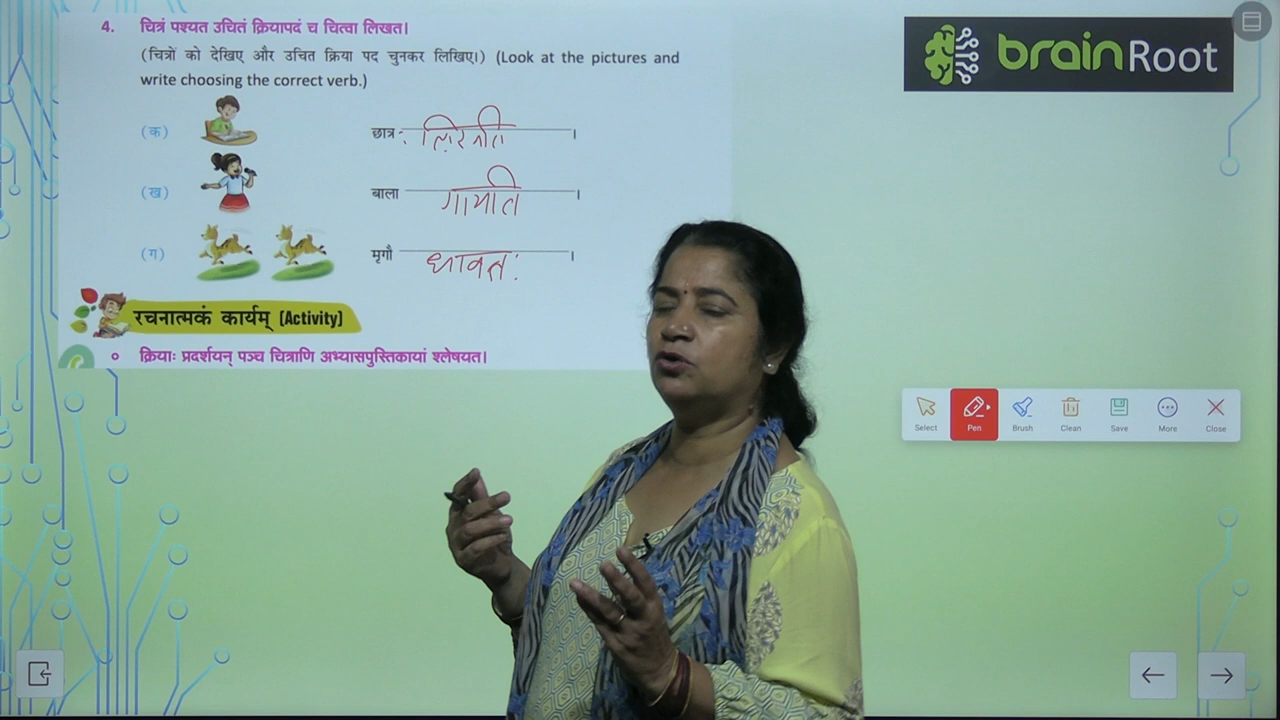 4. चित्रं पश्यत उचितं क्रियापदं च चित्वा लिखत।
(चित्रों को देखिए और उचित क्रिया पद चुनकर लिखिए।) (Look at the pictures and
write choosing the correct verb.)
(क) छात्रः लिखति ।
(ख) बाला गायति ।
(ग) मृगौ धावतः ।
रचनात्मकं कार्यम् (Activity)
क्रियाः प्रदर्शयन् पञ्च चित्राणि अभ्यासपुस्तिकायां श्लेषयत।
brainRoot
Select Pen Brush Clean Save More Close